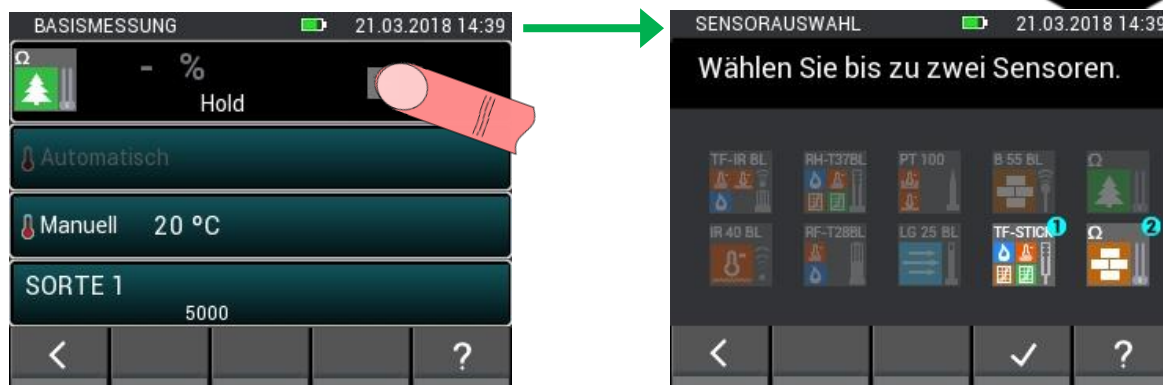 BASISMESSUNG 21.03.2018 14:39
Ω
- %
Hold
Automatisch
Manuell 20 °C
SORTE 1
5000
< ?
SENSORAUSWAHL 21.03.2018 14:39
Wählen Sie bis zu zwei Sensoren.
TF-IR BL RH-T37BL PT 100 B 55 BL Ω
IR 40 BL RF-T28BL LG 25 BL TF-STICK 1 Ω 2
< ✓ ?